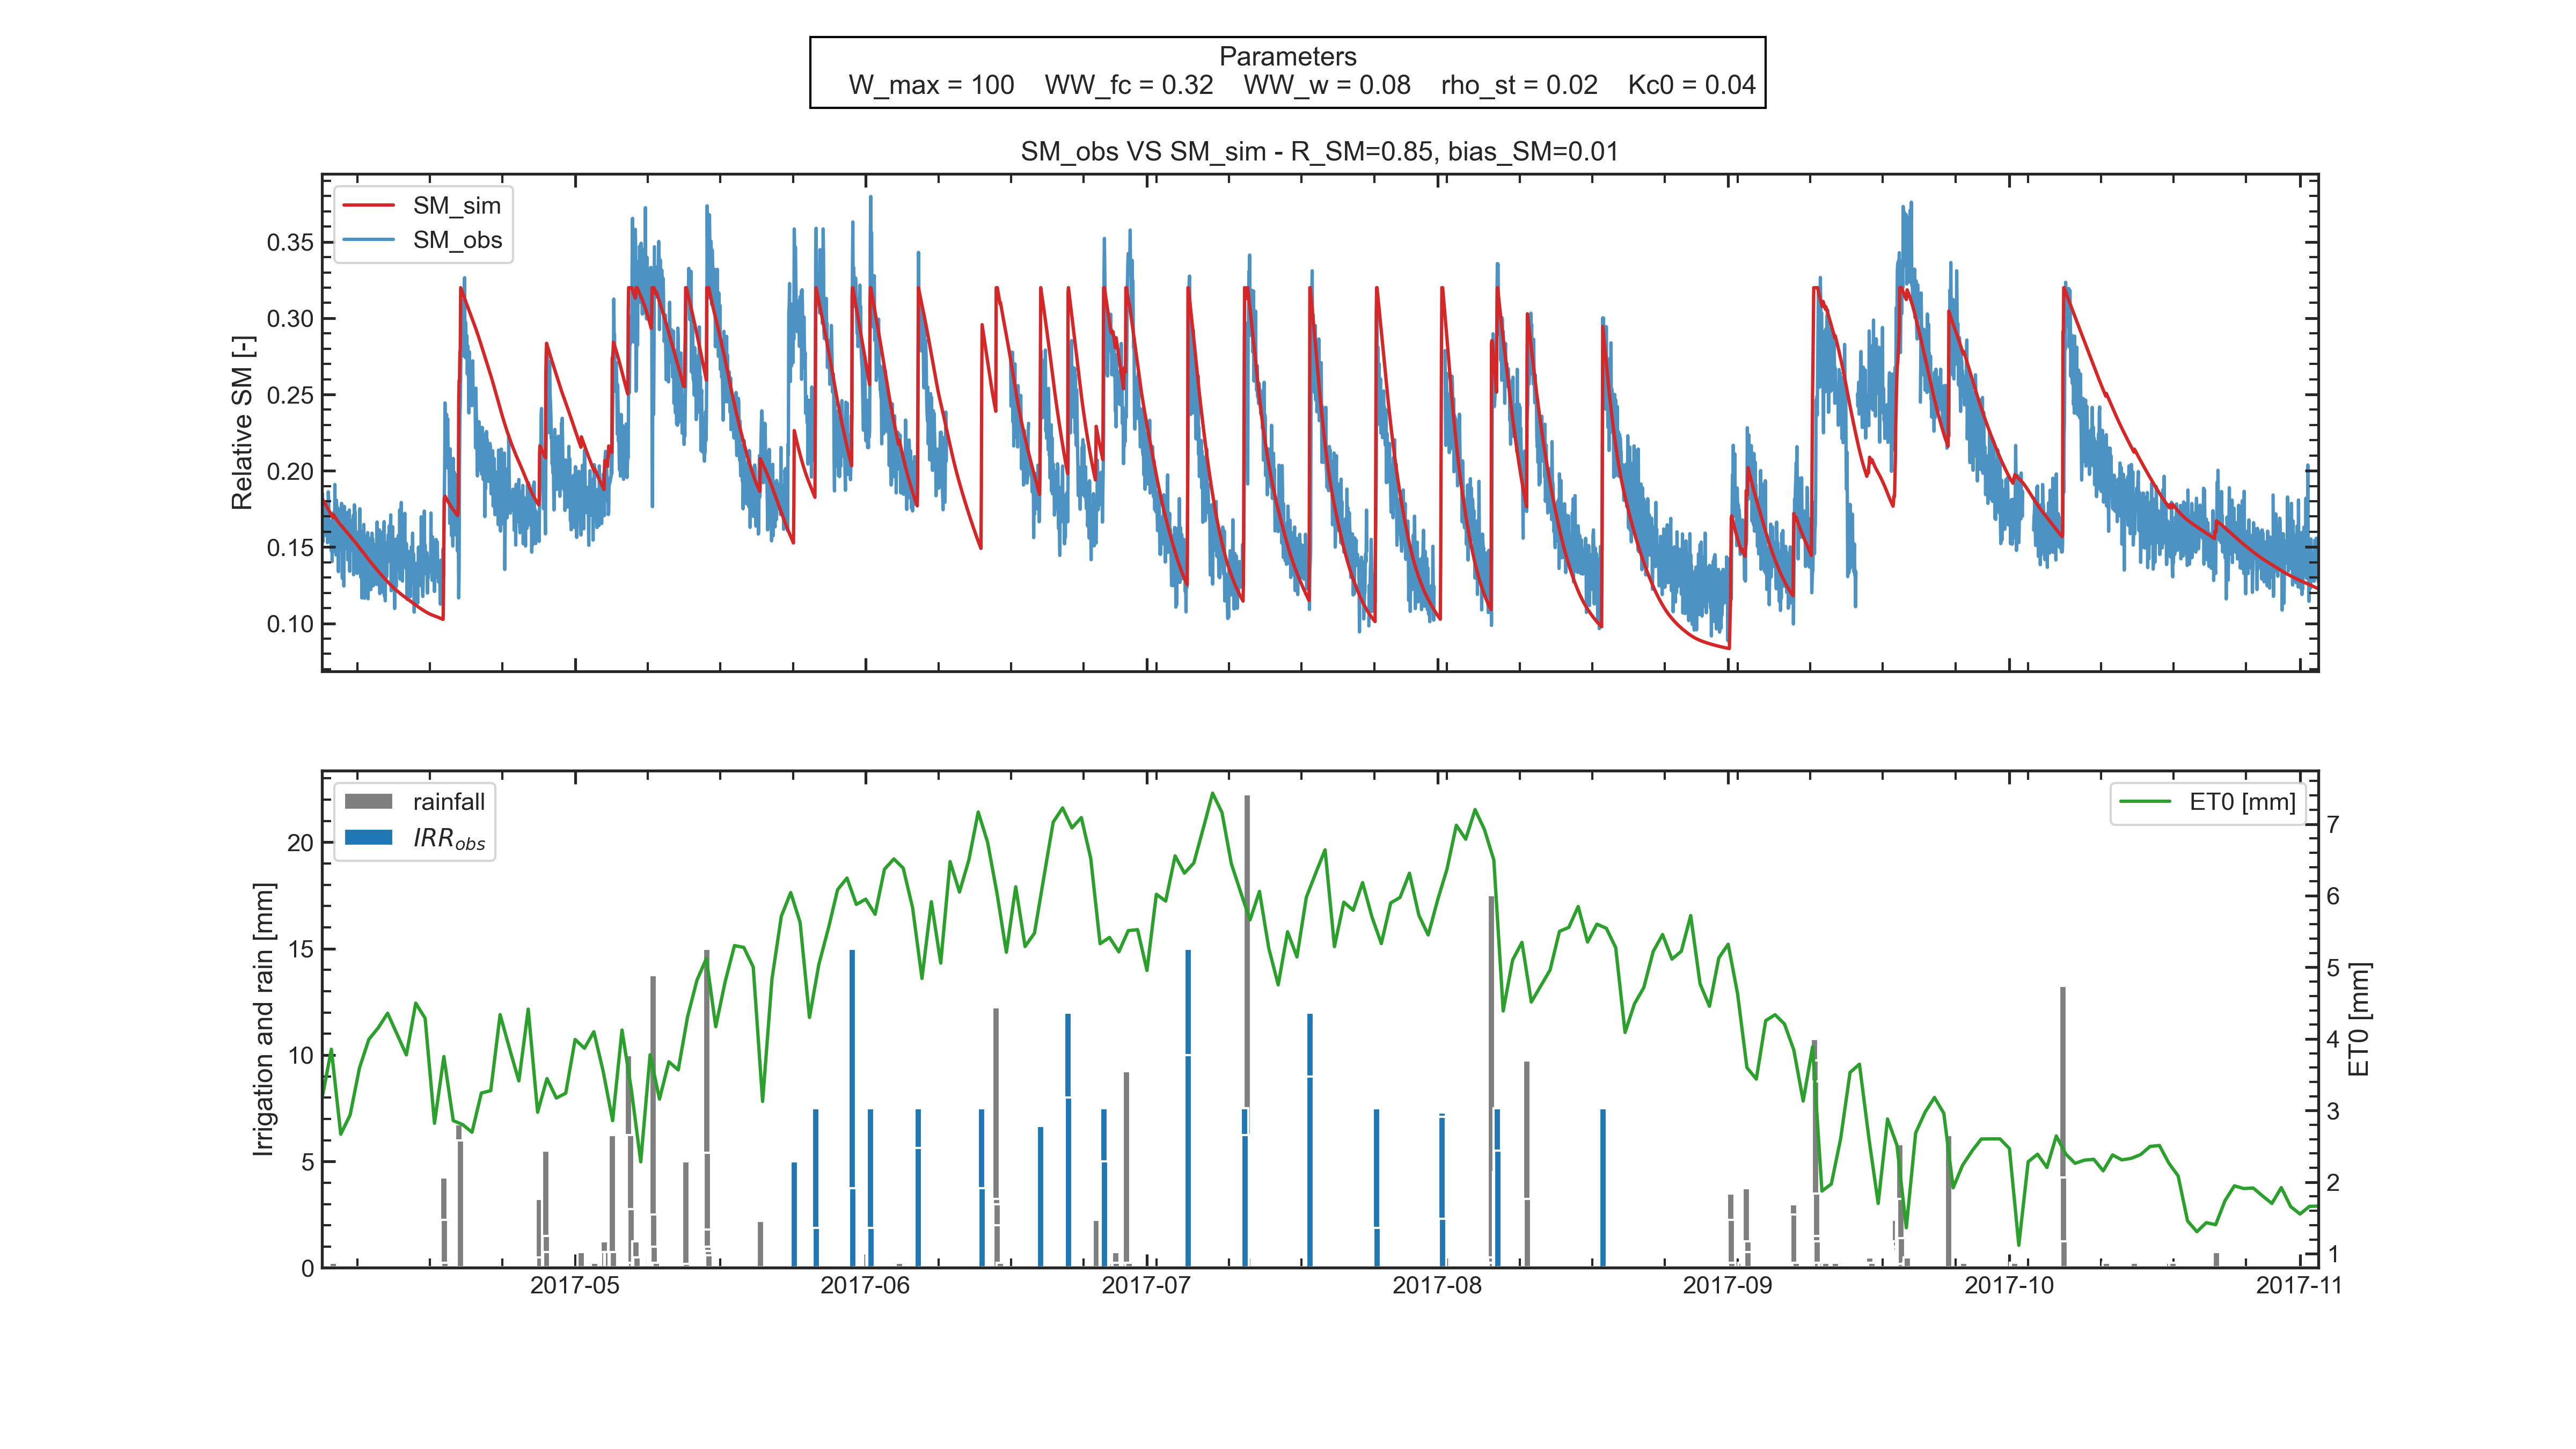 Parameters
W_max = 100 WW_fc = 0.32 WW_w = 0.08 rho_st = 0.02 Kc0 = 0.04
SM_obs VS SM_sim - R_SM=0.85, bias_SM=0.01
SM_sim
SM_obs
Relative SM [-]
0.35
0.30
0.25
0.20
0.15
0.10
rainfall
IRR_obs
ET0 [mm]
Irrigation and rain [mm]
20
15
10
5
0
7
6
5
4
3
2
1
ET0 [mm]
2017-05 2017-06 2017-07 2017-08 2017-09 2017-10 2017-11